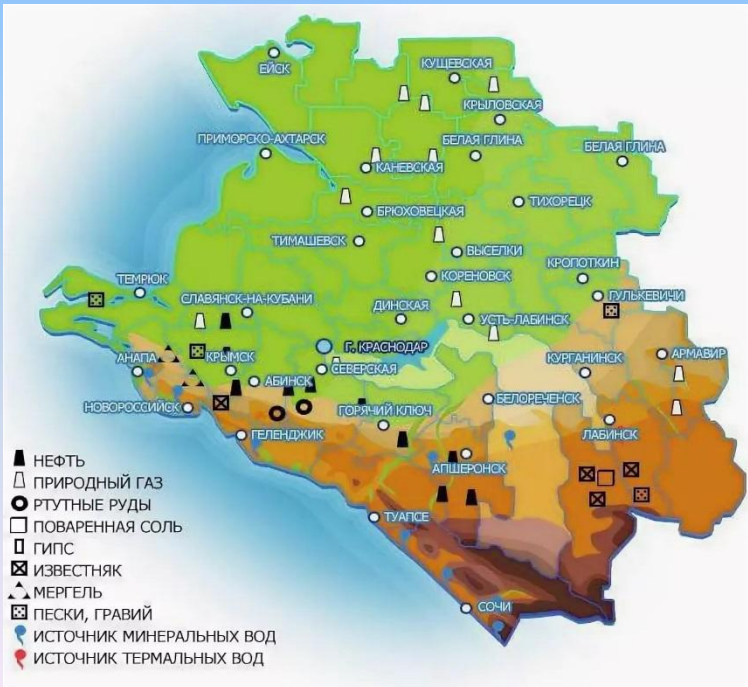 ЕЙСК
КУЩЕВСКАЯ
КРЫЛОВСКАЯ
ПРИМОРСКО-АХТАРСК
БЕЛАЯ ГЛИНА
БЕЛАЯ ГЛИНА
КАНЕВСКАЯ
БРЮХОВЕЦКАЯ
ТИХОРЕЦК
ТИМАШЕВСК
ВЫСЕЛКИ
КОРЕНОВСК
КРОПОТКИН
ТЕМРЮК
СЛАВЯНСК-НА-КУБАНИ
ДИНСКАЯ
УСТЬ-ЛАБИНСК
ГУЛЬКЕВИЧИ
Г. КРАСНОДАР
АНАПА
КРЫМСК
СЕВЕРСКАЯ
КУРГАНИНСК
АРМАВИР
АБИНСК
НОВОРОССИЙСК
ГОРЯЧИЙ КЛЮЧ
БЕЛОРЕЧЕНСК
ГЕЛЕНДЖИК
ЛАБИНСК
АПШЕРОНСК
ТУАПСЕ
СОЧИ
НЕФТЬ
ПРИРОДНЫЙ ГАЗ
РТУТНЫЕ РУДЫ
ПОВАРЕННАЯ СОЛЬ
ГИПС
ИЗВЕСТНЯК
МЕРГЕЛЬ
ПЕСКИ, ГРАВИЙ
ИСТОЧНИК МИНЕРАЛЬНЫХ ВОД
ИСТОЧНИК ТЕРМАЛЬНЫХ ВОД